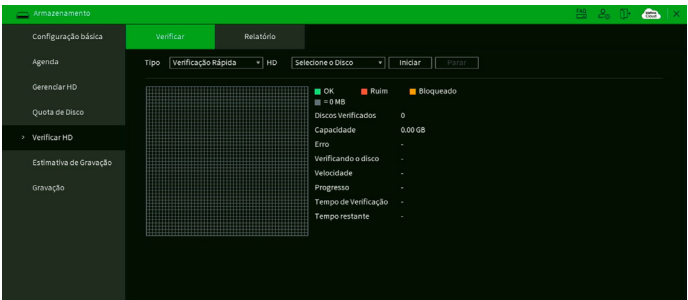 Armazenamento
Configuração básica
Agenda
Gerenciar HD
Quota de Disco
Verificar HD
Estimativa de Gravação
Gravação
Verificar Relatório
Tipo Verificação Rápida HD Selecione o Disco Iniciar Parar
OK Ruim Bloqueado
= 0 MB
Discos Verificados 0
Capacidade 0.00 GB
Erro -
Verificando o disco -
Velocidade -
Progresso -
Tempo de Verificação -
Tempo restante -